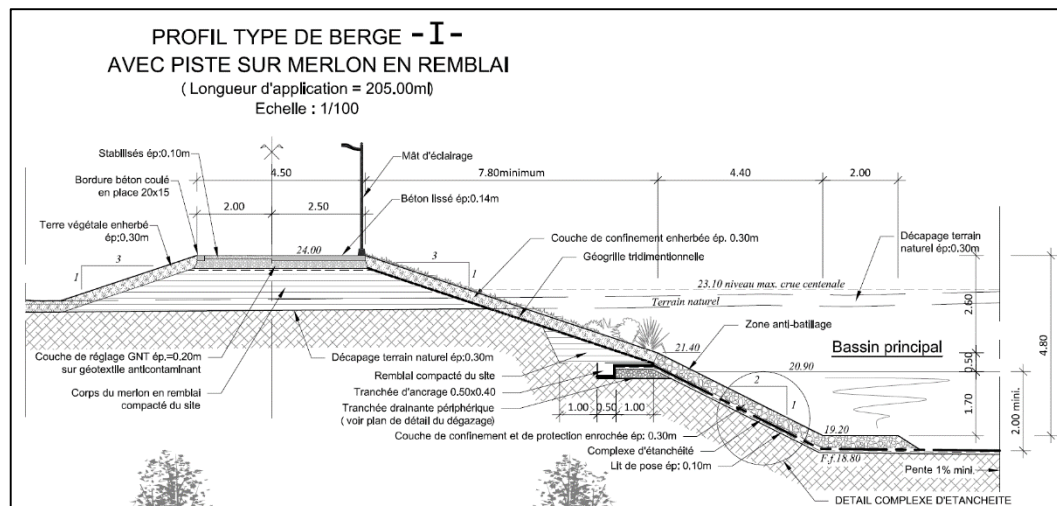 PROFIL TYPE DE BERGE -I-
AVEC PISTE SUR MERLON EN REMBLAI
( Longueur d'application = 205.00ml)
Echelle : 1/100
Stabilisés ép:0.10m
Mât d'éclairage
Bordure béton coulé
en place 20x15
4.50
7.80minimum
4.40
2.00
2.00
2.50
Béton lissé ép:0.14m
Terre végétale enherbé
ép:0,30m
24.00
Couche de confinement enherbée ép. 0.30m
Décapage terrain
naturel ép:0.30m
3
1
3
1
Géogrille tridimentionnelle
23.10 niveau max. crue centenale
Terrain naturel
2.60
4.80
Zone anti-batillage
Couche de réglage GNT ép.=0.20m
sur géotextile anticontaminant
Décapage terrain naturel ép:0.30m
21.40
Bassin principal
0.50
20.90
Corps du merlon en remblai
compacté du site
Remblai compacté du site
Tranchée d'ancrage 0.50x0.40
Tranchée drainante périphérique
( voir plan de détail du dégazage)
1.00
0.50
1.00
2
1
1.70
2.00 mini.
Couche de confinement et de protection enrochée ép: 0.30m
19.20
Complexe d'étanchéité
F.f.18.80
Lit de pose ép: 0,10m
Pente 1% mini.
DETAIL COMPLEXE D'ETANCHEITE